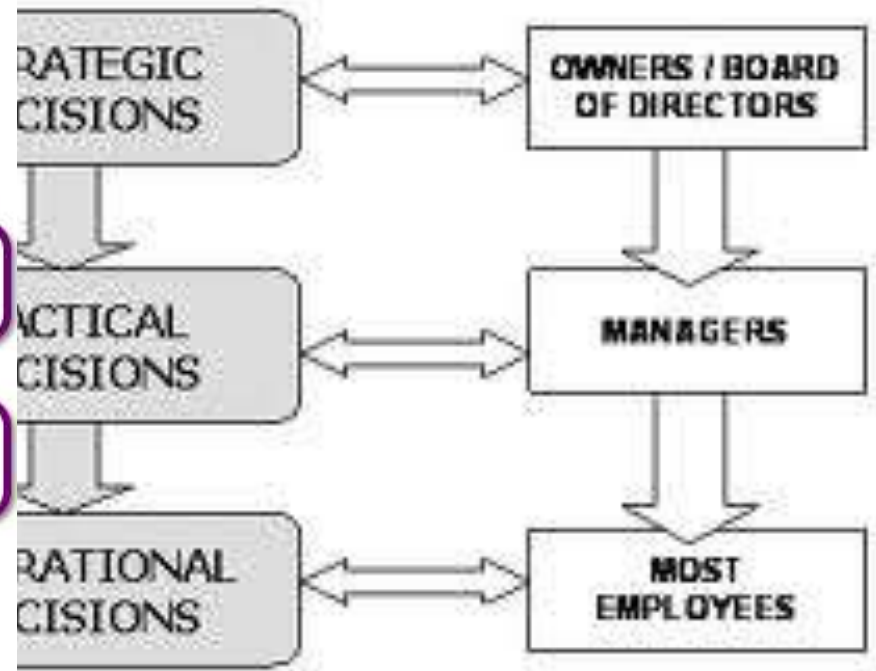 RATEGIC
CISIONS
OWNERS / BOARD
OF DIRECTORS
ACTICAL
CISIONS
MANAGERS
RATIONAL
CISIONS
MOST
EMPLOYEES